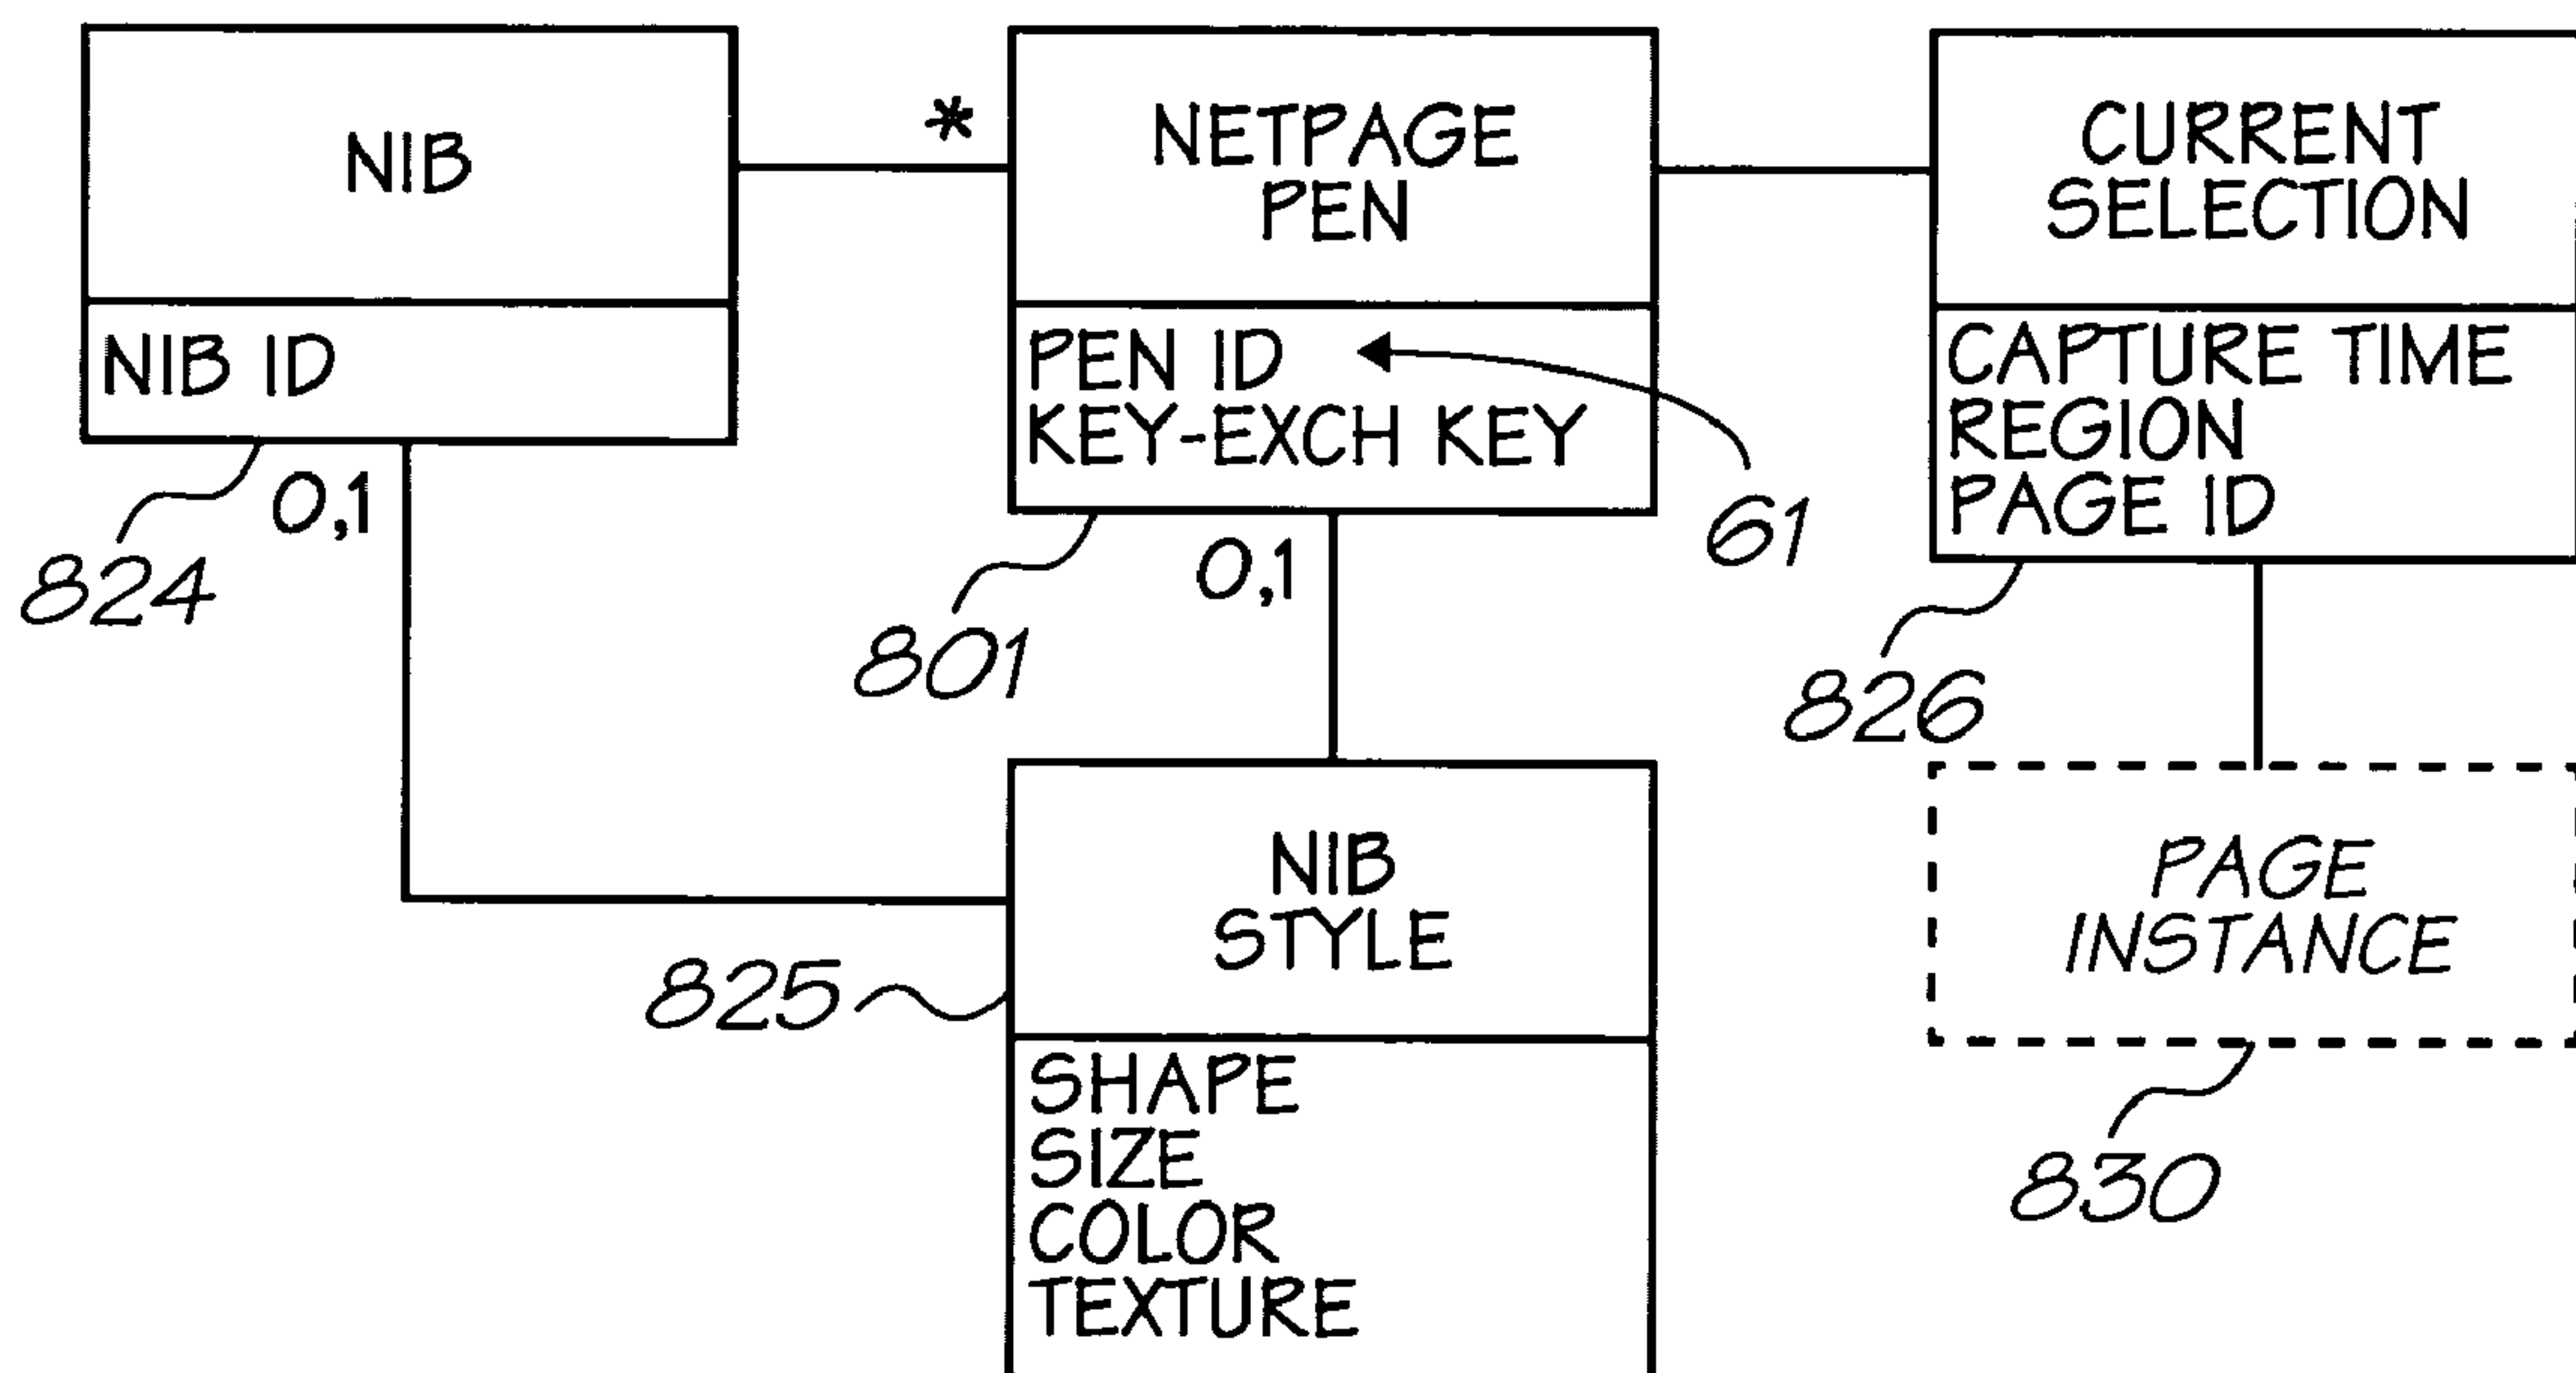 NIB
NIB ID
824
0,1
*
NETPAGE
PEN
PEN ID
KEY-EXCH KEY
61
801
0,1
CURRENT
SELECTION
CAPTURE TIME
REGION
PAGE ID
826
NIB
STYLE
825
SHAPE
SIZE
COLOR
TEXTURE
PAGE
INSTANCE
830